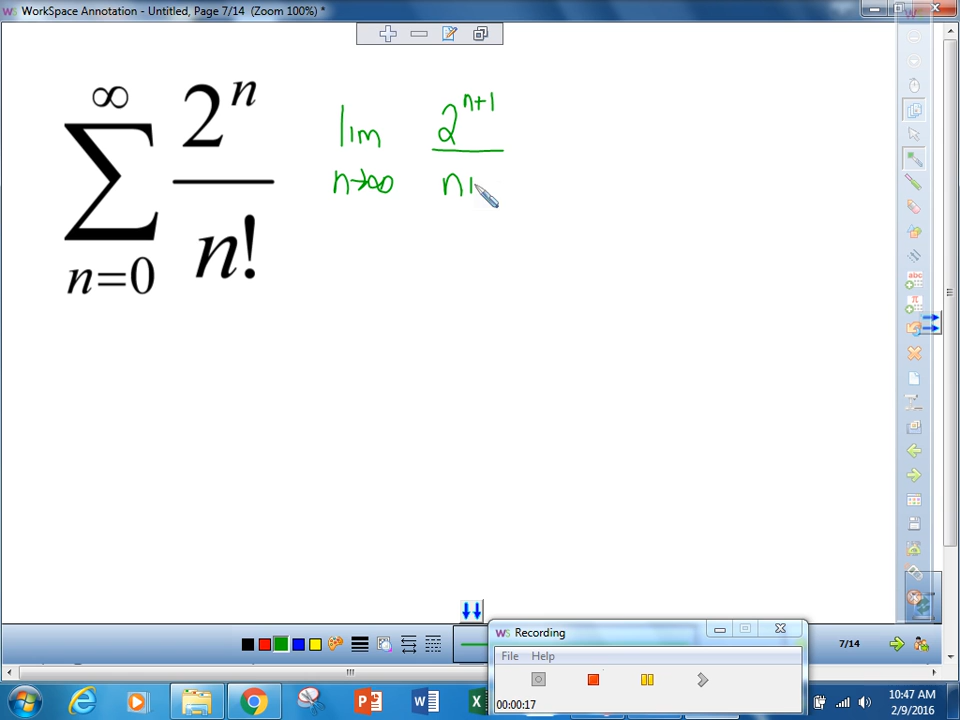 WorkSpace Annotation - Untitled, Page 7/14 (Zoom 100%) *
∞
∑
n=0
2^n
n!
lim
n→∞
2^{n+1}
n
abc
π
Recording
File Help
00:00:17
7/14
10:47 AM
2/9/2016